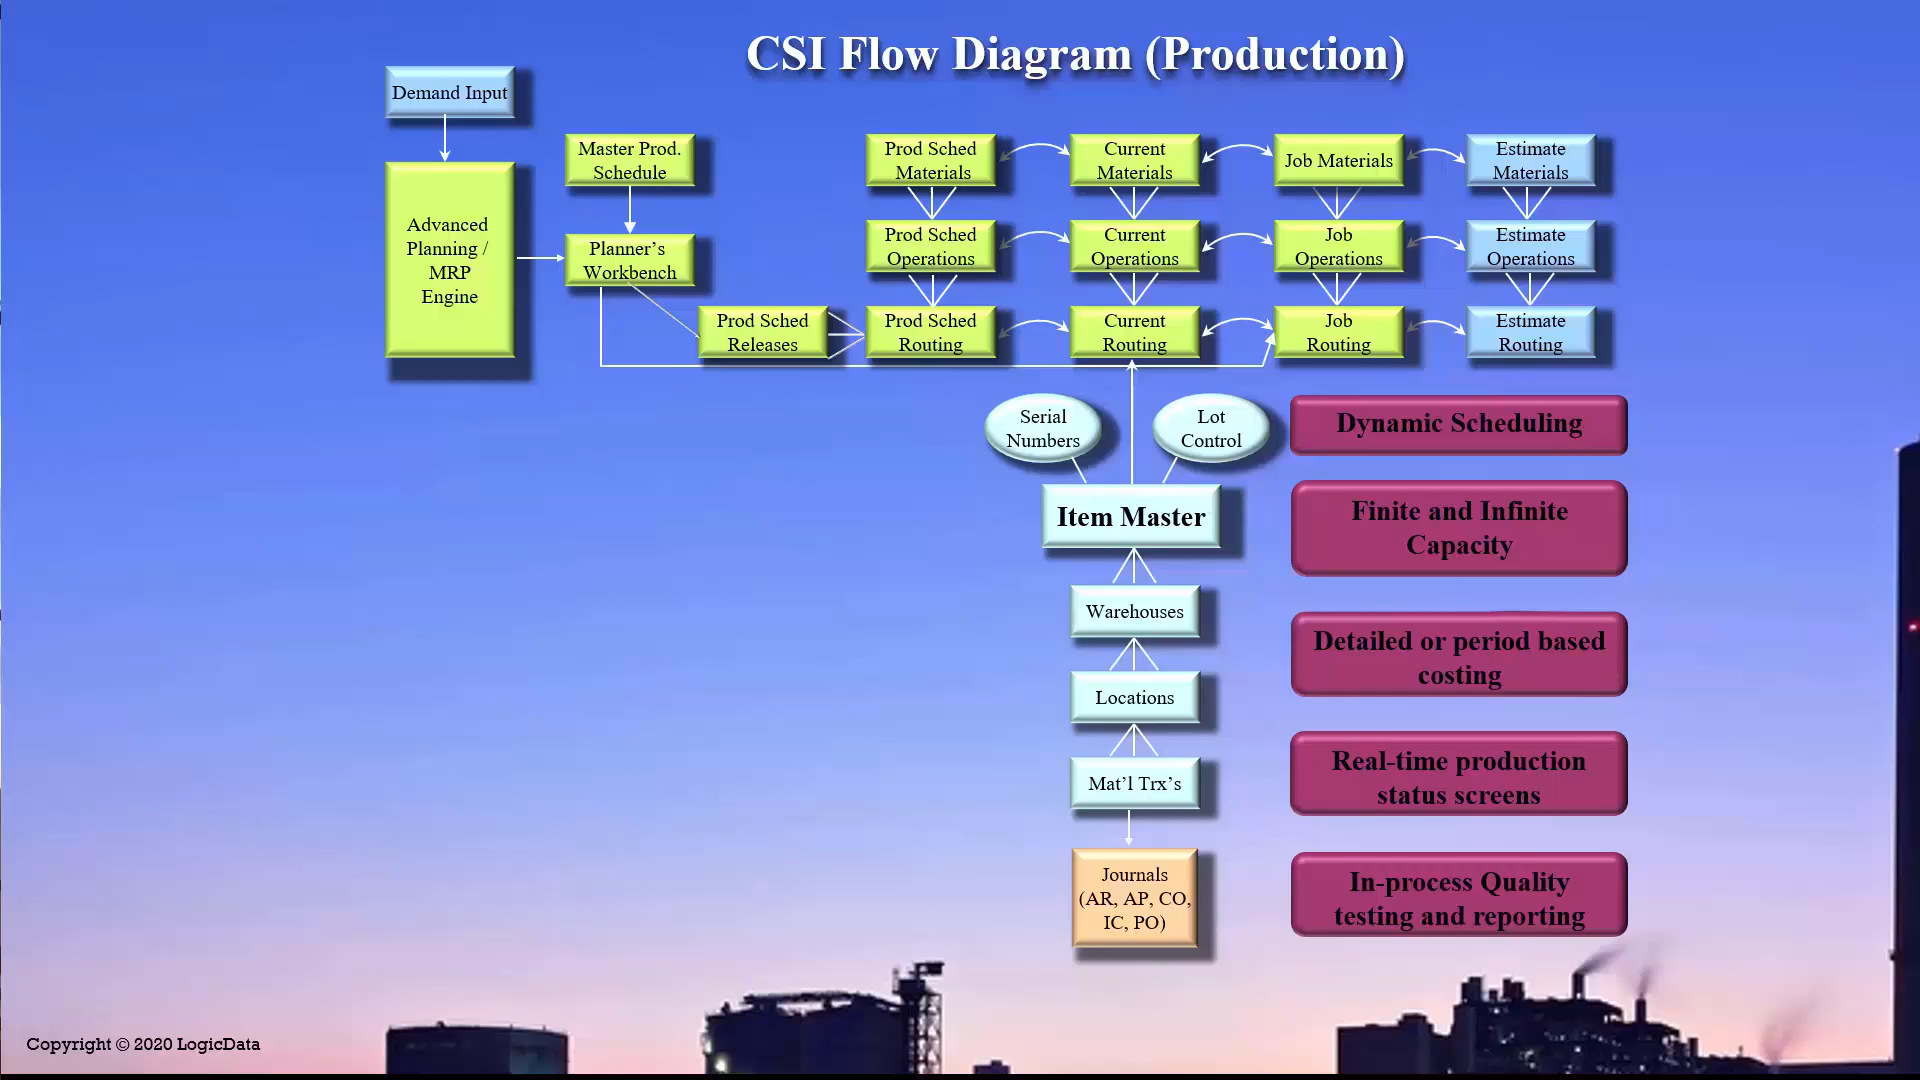 CSI Flow Diagram (Production)
Demand Input
Master Prod.
Schedule
Prod Sched
Materials
Current
Materials
Job Materials
Estimate
Materials
Advanced
Planning /
MRP
Engine
Planner’s
Workbench
Prod Sched
Operations
Current
Operations
Job
Operations
Estimate
Operations
Prod Sched
Releases
Prod Sched
Routing
Current
Routing
Job
Routing
Estimate
Routing
Serial
Numbers
Lot
Control
Dynamic Scheduling
Item Master
Finite and Infinite
Capacity
Warehouses
Detailed or period based
costing
Locations
Mat’l Trx’s
Real-time production
status screens
Journals
(AR, AP, CO,
IC, PO)
In-process Quality
testing and reporting
Copyright © 2020 LogicData